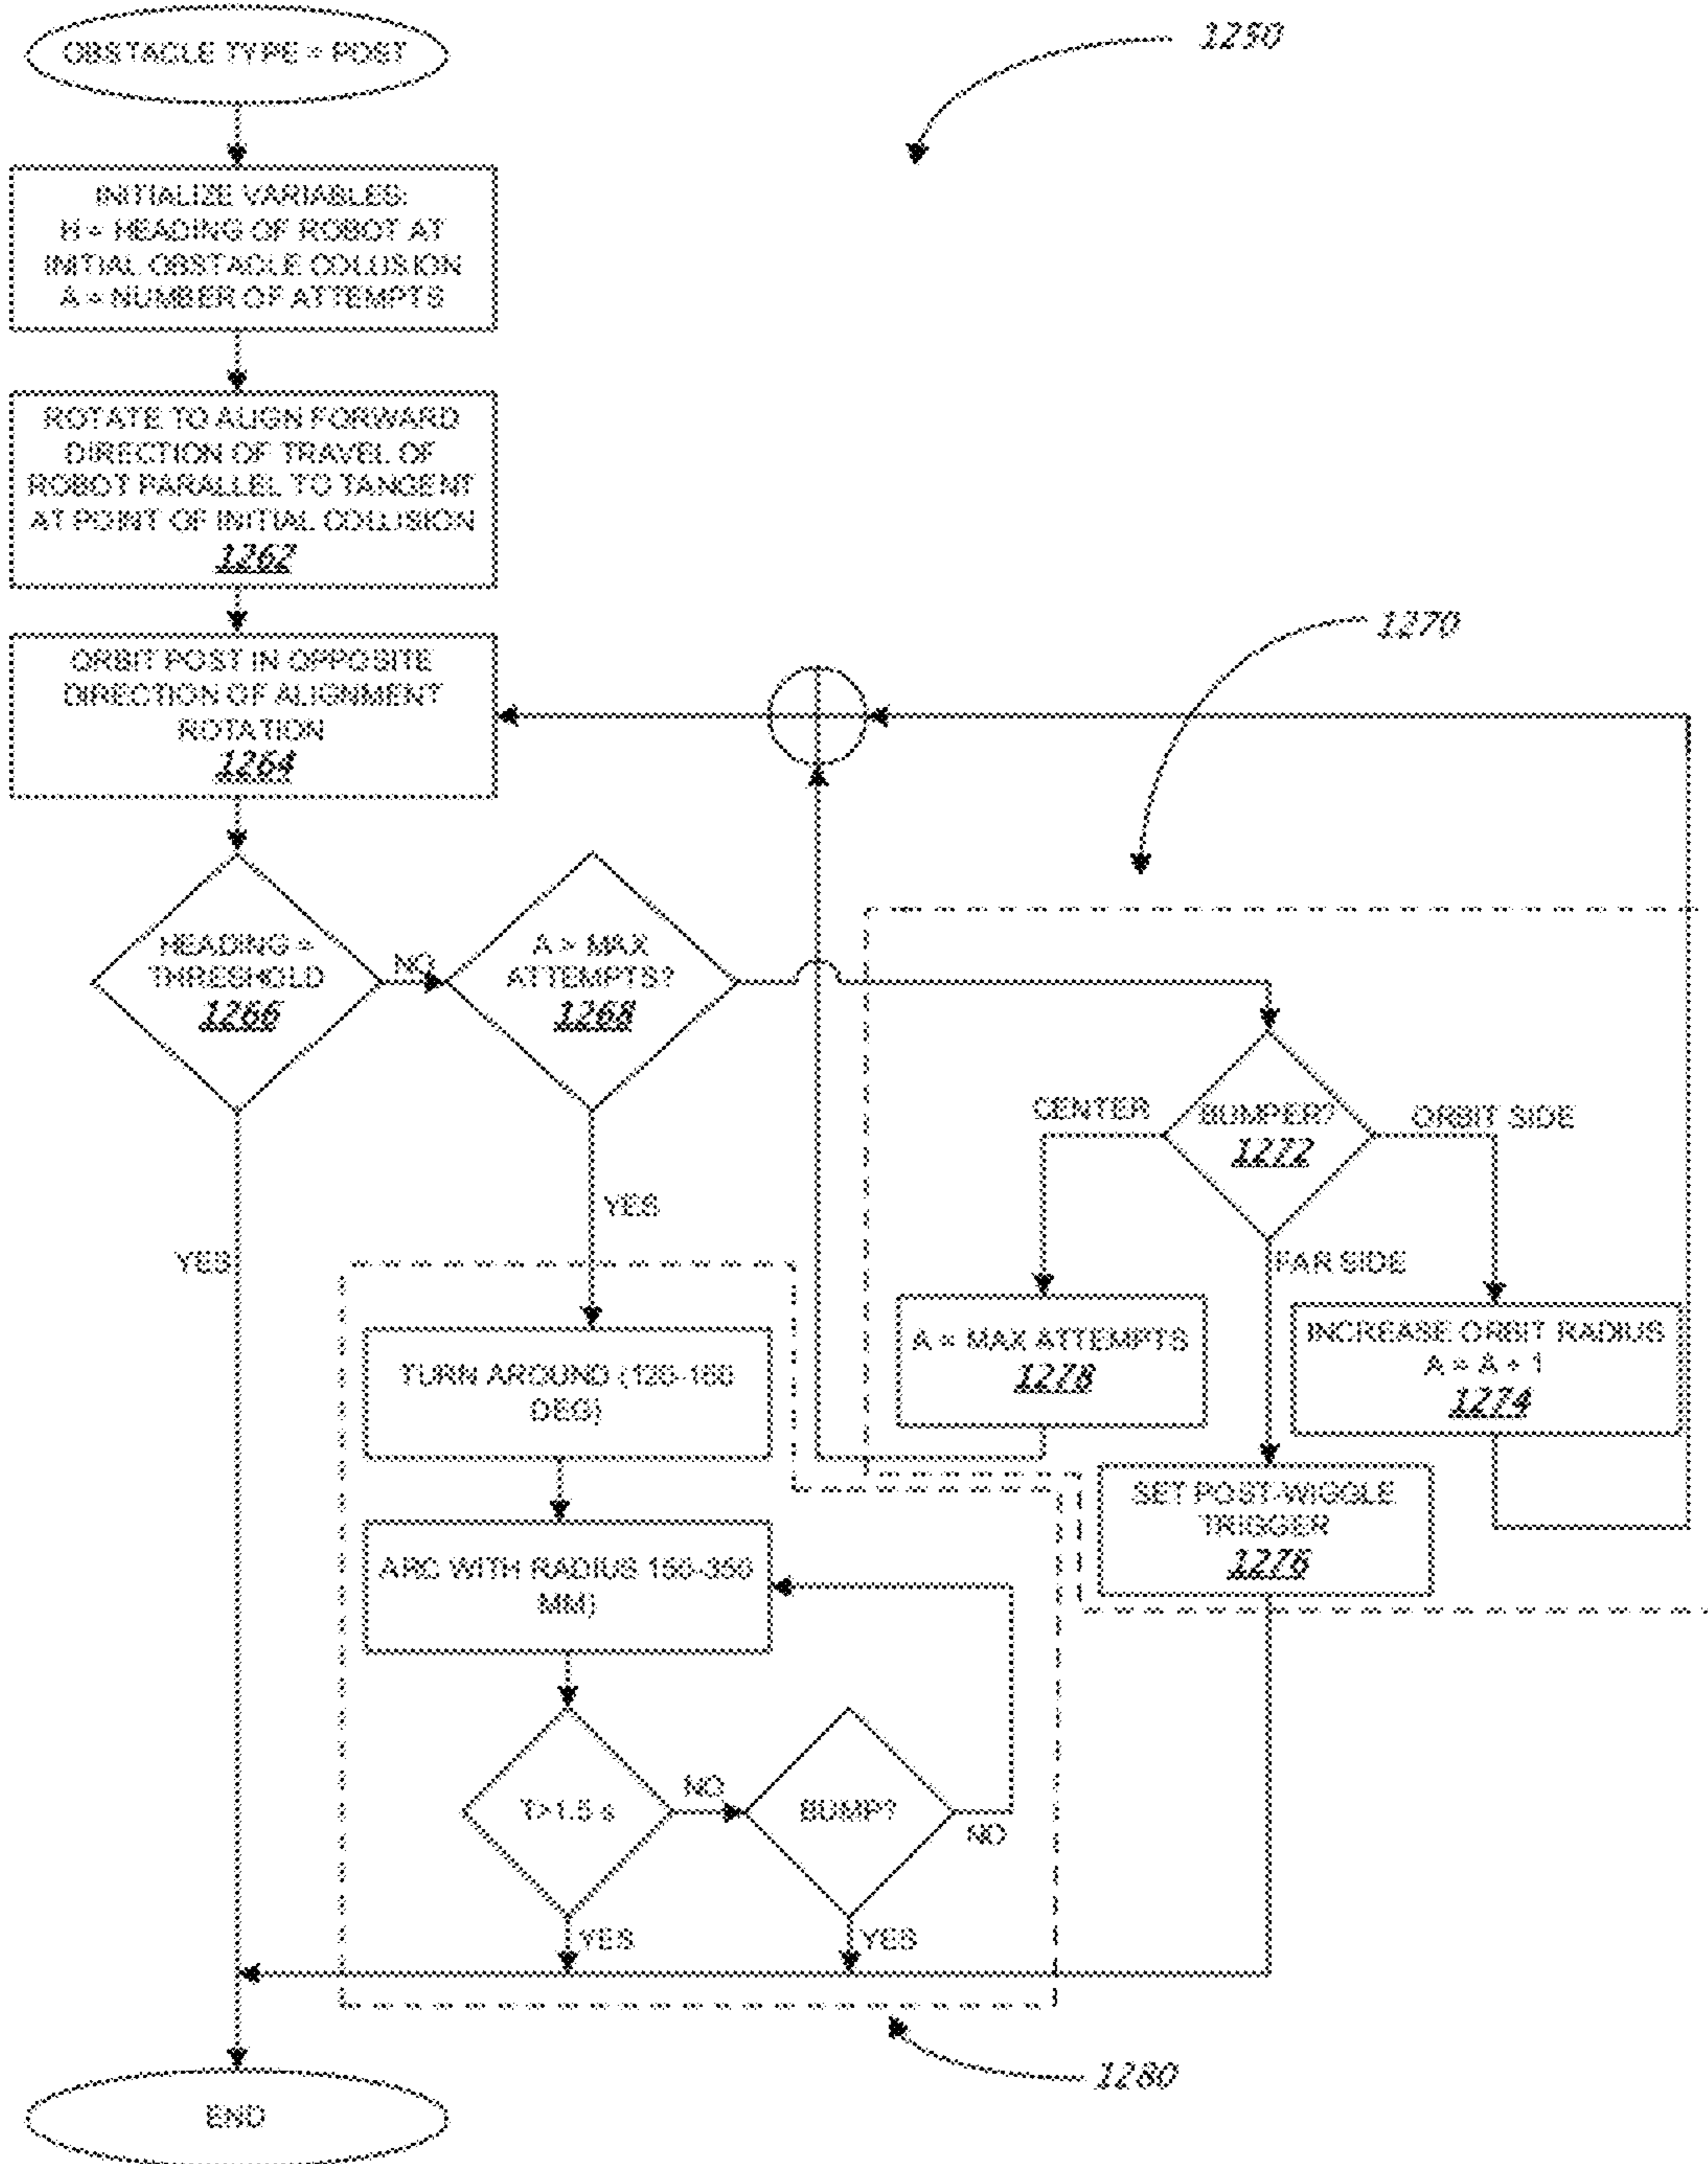 OBSTACLE TYPE = POST
1250
INITIALIZE VARIABLES:
H = HEADING OF ROBOT AT
INITIAL OBSTACLE COLLISION
A = NUMBER OF ATTEMPTS
ROTATE TO ALIGN FORWARD
DIRECTION OF TRAVEL OF
ROBOT PARALLEL TO TANGENT
AT POINT OF INITIAL COLLISION
1262
1270
ORBIT POST IN OPPOSITE
DIRECTION OF ALIGNMENT
ROTATION
1264
HEADING =
THRESHOLD
1266
NO
A > MAX
ATTEMPTS?
1268
CENTER
BUMPER?
1272
ORBIT SIDE
YES
YES
FAR SIDE
A = MAX ATTEMPTS
1278
INCREASE ORBIT RADIUS
A = A + 1
1274
TURN AROUND (120-180
DEG)
SET POST-WIGGLE
TRIGGER
1276
ARC WITH RADIUS 150-350
MM)
T>1.5 s
NO
BUMP?
NO
YES
YES
1280
END